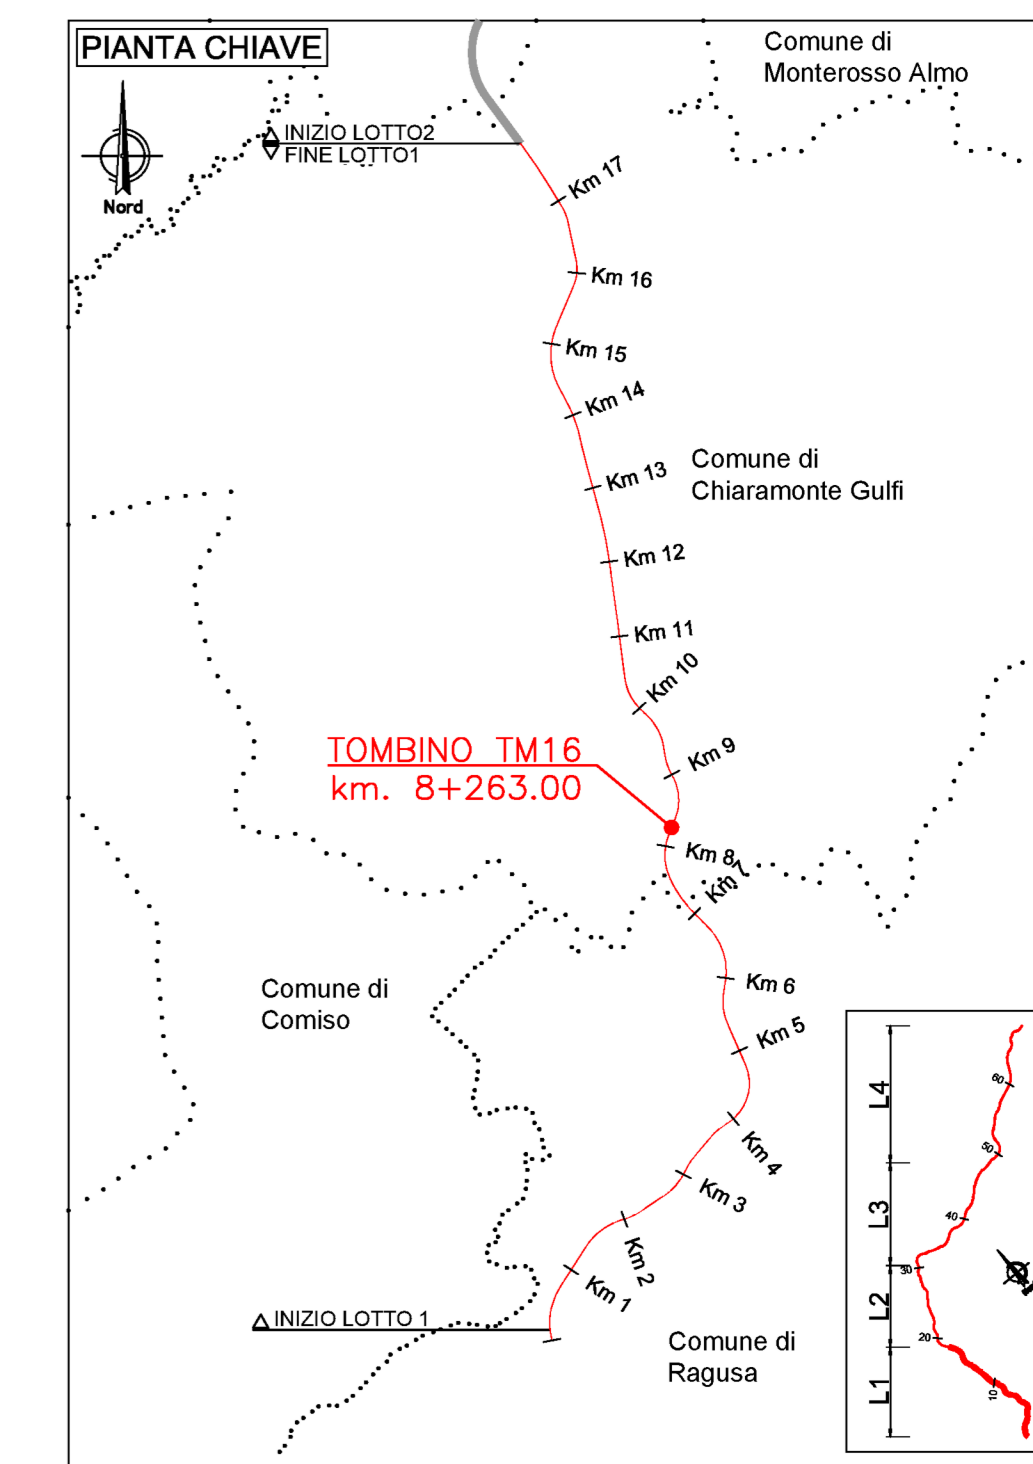 PIANTA CHIAVE
Comune di
Monterosso Almo
INIZIO LOTTO2
FINE LOTTO1
Nord
Km 17
Km 16
Km 15
Km 14
Comune di
Chiaramonte Gulfi
Km 13
Km 12
Km 11
Km 10
TOMBINO TM16
km. 8+263.00
Km 9
Km 8
Km 7
Comune di
Comiso
Km 6
Km 5
Km 4
Km 3
Km 2
Km 1
INIZIO LOTTO 1
Comune di
Ragusa
L4
60
50
L3
40
30
L2
20
L1
10